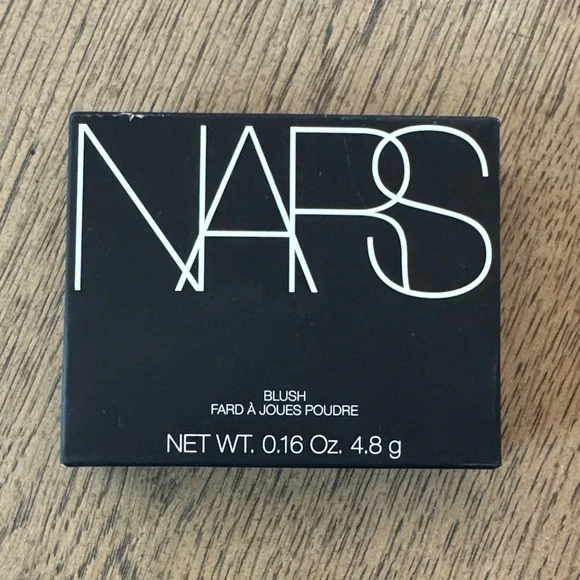 NARS
BLUSH
FARD À JOUES POUDRE
NET WT. 0.16 Oz. 4.8 g